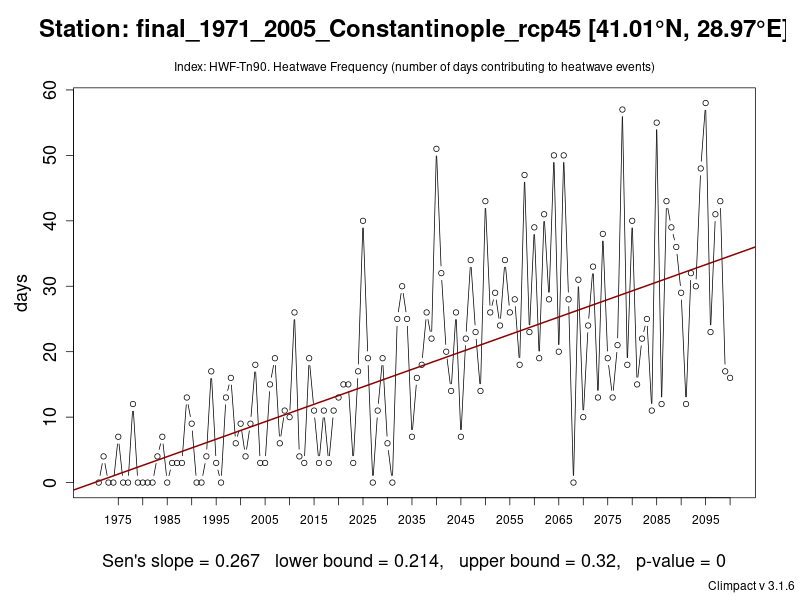 Station: final_1971_2005_Constantinople_rcp45 [41.01°N, 28.97°E]
Index: HWF-Tn90. Heatwave Frequency (number of days contributing to heatwave events)
60
50
40
30
20
10
0
days
1975 1985 1995 2005 2015 2025 2035 2045 2055 2065 2075 2085 2095
Sen's slope = 0.267 lower bound = 0.214, upper bound = 0.32, p-value = 0
Climpact v 3.1.6